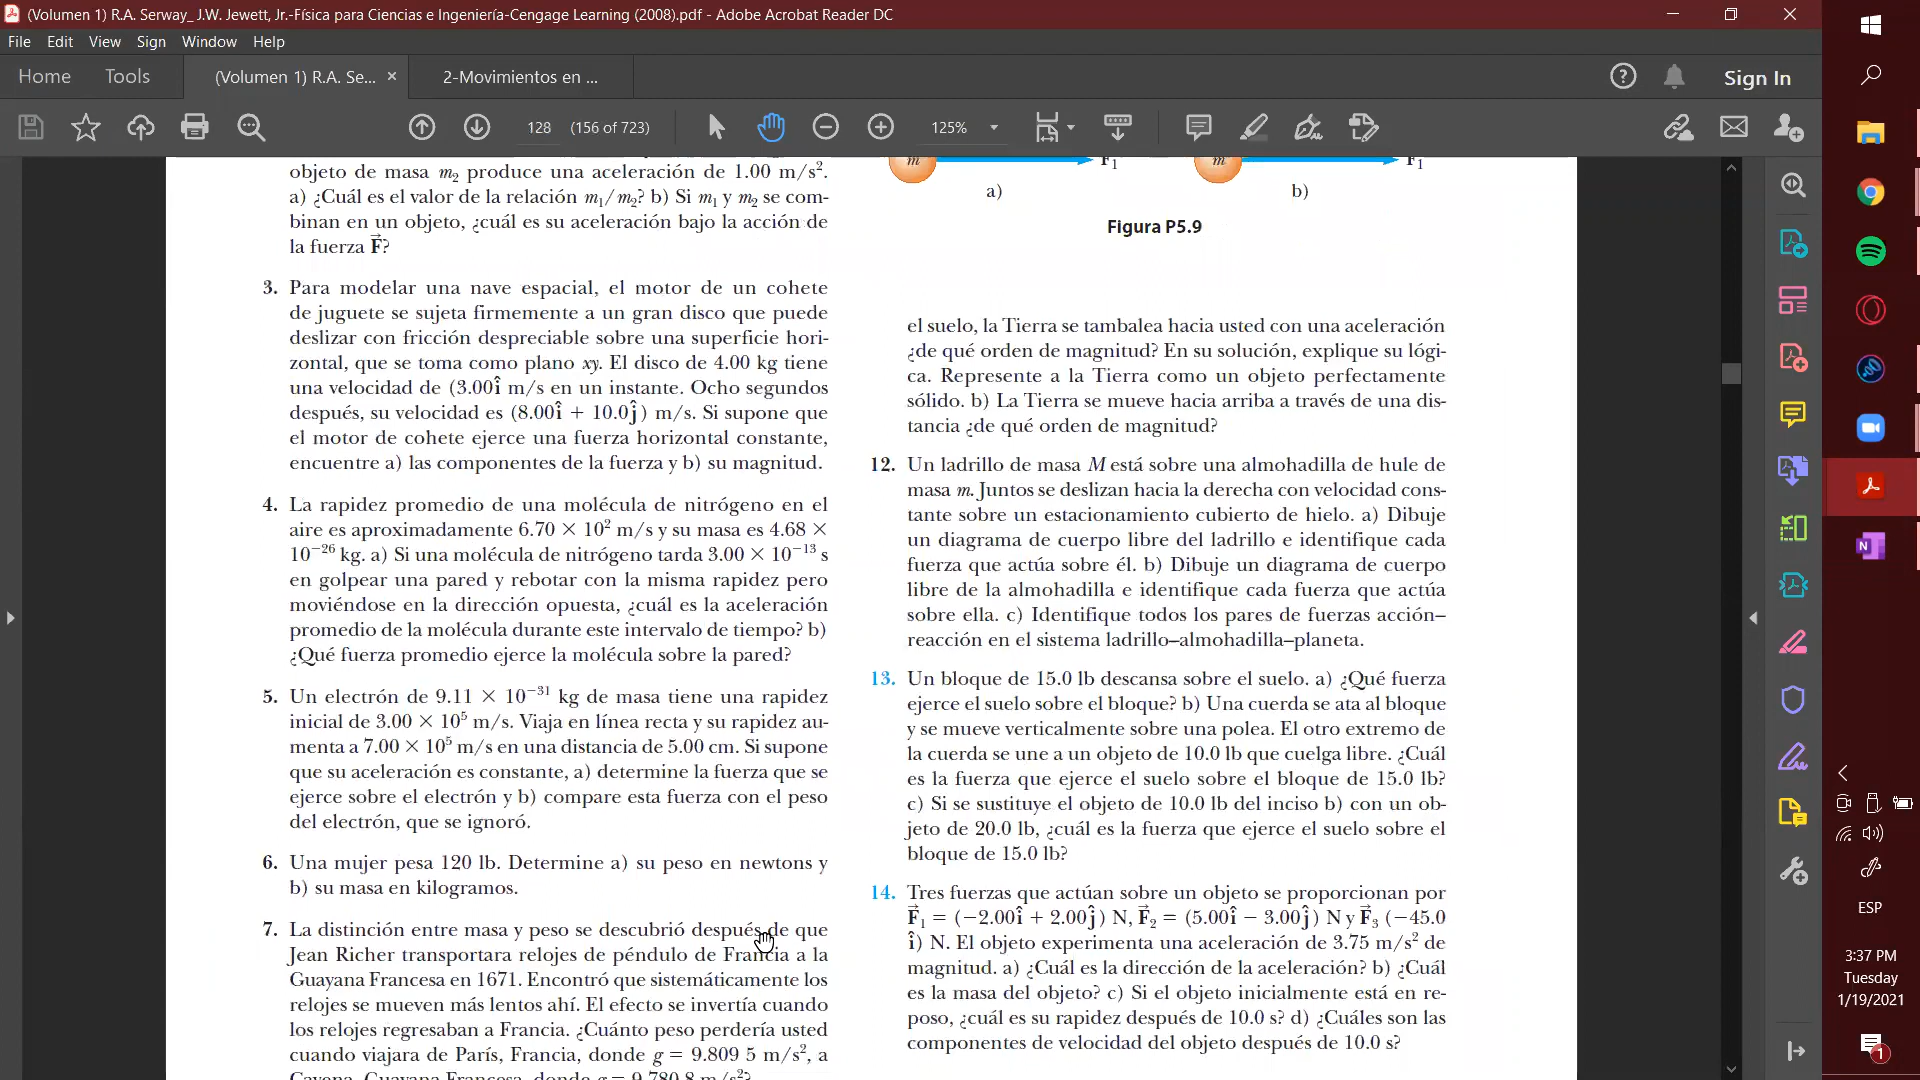 (Volumen 1) R.A. Serway_ J.W. Jewett, Jr.-Física para Ciencias e Ingeniería-Cengage Learning (2008).pdf - Adobe Acrobat Reader DC
File Edit View Sign Window Help
Home Tools (Volumen 1) R.A. Se... × 2-Movimientos en ... Sign In
128 (156 of 723) 125%
objeto de masa m₂ produce una aceleración de 1.00 m/s².
a) ¿Cuál es el valor de la relación m₁/m₂? b) Si m₁ y m₂ se com-
binan en un objeto, ¿cuál es su aceleración bajo la acción de
la fuerza F⃗?
3. Para modelar una nave espacial, el motor de un cohete
de juguete se sujeta firmemente a un gran disco que puede
deslizar con fricción despreciable sobre una superficie hori-
zontal, que se toma como plano xy. El disco de 4.00 kg tiene
una velocidad de (3.00î m/s en un instante. Ocho segundos
después, su velocidad es (8.00î + 10.0ĵ) m/s. Si supone que
el motor de cohete ejerce una fuerza horizontal constante,
encuentre a) las componentes de la fuerza y b) su magnitud.
4. La rapidez promedio de una molécula de nitrógeno en el
aire es aproximadamente 6.70 × 10² m/s y su masa es 4.68 ×
10⁻²⁶ kg. a) Si una molécula de nitrógeno tarda 3.00 × 10⁻¹³ s
en golpear una pared y rebotar con la misma rapidez pero
moviéndose en la dirección opuesta, ¿cuál es la aceleración
promedio de la molécula durante este intervalo de tiempo? b)
¿Qué fuerza promedio ejerce la molécula sobre la pared?
5. Un electrón de 9.11 × 10⁻³¹ kg de masa tiene una rapidez
inicial de 3.00 × 10⁵ m/s. Viaja en línea recta y su rapidez au-
menta a 7.00 × 10⁵ m/s en una distancia de 5.00 cm. Si supone
que su aceleración es constante, a) determine la fuerza que se
ejerce sobre el electrón y b) compare esta fuerza con el peso
del electrón, que se ignoró.
6. Una mujer pesa 120 lb. Determine a) su peso en newtons y
b) su masa en kilogramos.
7. La distinción entre masa y peso se descubrió después de que
Jean Richer transportara relojes de péndulo de Francia a la
Guayana Francesa en 1671. Encontró que sistemáticamente los
relojes se mueven más lentos ahí. El efecto se invertía cuando
los relojes regresaban a Francia. ¿Cuánto peso perdería usted
cuando viajara de París, Francia, donde g = 9.809 5 m/s², a
Cayena, Guayana Francesa, donde g = 9.780 8 m/s²?
m F₁ m F₁
a) b)
Figura P5.9
el suelo, la Tierra se tambalea hacia usted con una aceleración
¿de qué orden de magnitud? En su solución, explique su lógi-
ca. Represente a la Tierra como un objeto perfectamente
sólido. b) La Tierra se mueve hacia arriba a través de una dis-
tancia ¿de qué orden de magnitud?
12. Un ladrillo de masa M está sobre una almohadilla de hule de
masa m. Juntos se deslizan hacia la derecha con velocidad cons-
tante sobre un estacionamiento cubierto de hielo. a) Dibuje
un diagrama de cuerpo libre del ladrillo e identifique cada
fuerza que actúa sobre él. b) Dibuje un diagrama de cuerpo
libre de la almohadilla e identifique cada fuerza que actúa
sobre ella. c) Identifique todos los pares de fuerzas acción–
reacción en el sistema ladrillo–almohadilla–planeta.
13. Un bloque de 15.0 lb descansa sobre el suelo. a) ¿Qué fuerza
ejerce el suelo sobre el bloque? b) Una cuerda se ata al bloque
y se mueve verticalmente sobre una polea. El otro extremo de
la cuerda se une a un objeto de 10.0 lb que cuelga libre. ¿Cuál
es la fuerza que ejerce el suelo sobre el bloque de 15.0 lb?
c) Si se sustituye el objeto de 10.0 lb del inciso b) con un ob-
jeto de 20.0 lb, ¿cuál es la fuerza que ejerce el suelo sobre el
bloque de 15.0 lb?
14. Tres fuerzas que actúan sobre un objeto se proporcionan por
F⃗₁ = (−2.00î + 2.00ĵ) N, F⃗₂ = (5.00î − 3.00ĵ) N y F⃗₃ (−45.0
î) N. El objeto experimenta una aceleración de 3.75 m/s² de
magnitud. a) ¿Cuál es la dirección de la aceleración? b) ¿Cuál
es la masa del objeto? c) Si el objeto inicialmente está en re-
poso, ¿cuál es su rapidez después de 10.0 s? d) ¿Cuáles son las
componentes de velocidad del objeto después de 10.0 s?
N
ESP
3:37 PM
Tuesday
1/19/2021
1